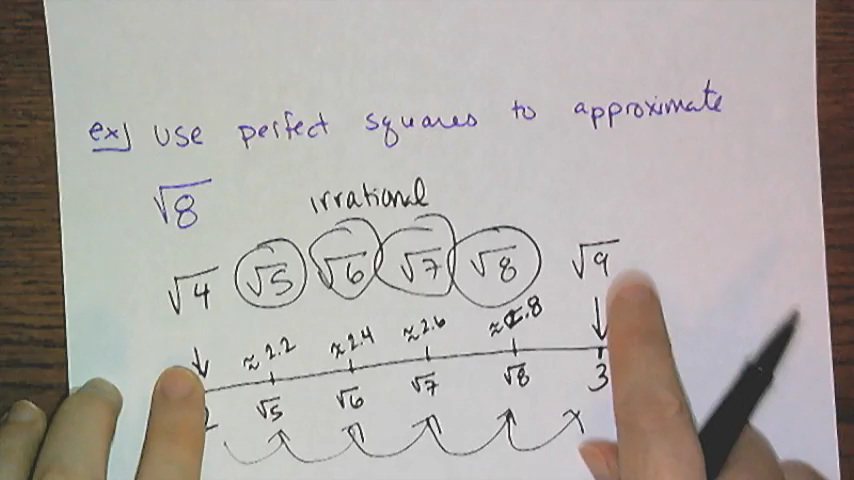 ex) Use perfect squares to approximate
√8
irrational
√4 √5 √6 √7 √8 √9
≈2.2 ≈2.4 ≈2.6 ≈2.8
2 √5 √6 √7 √8 3